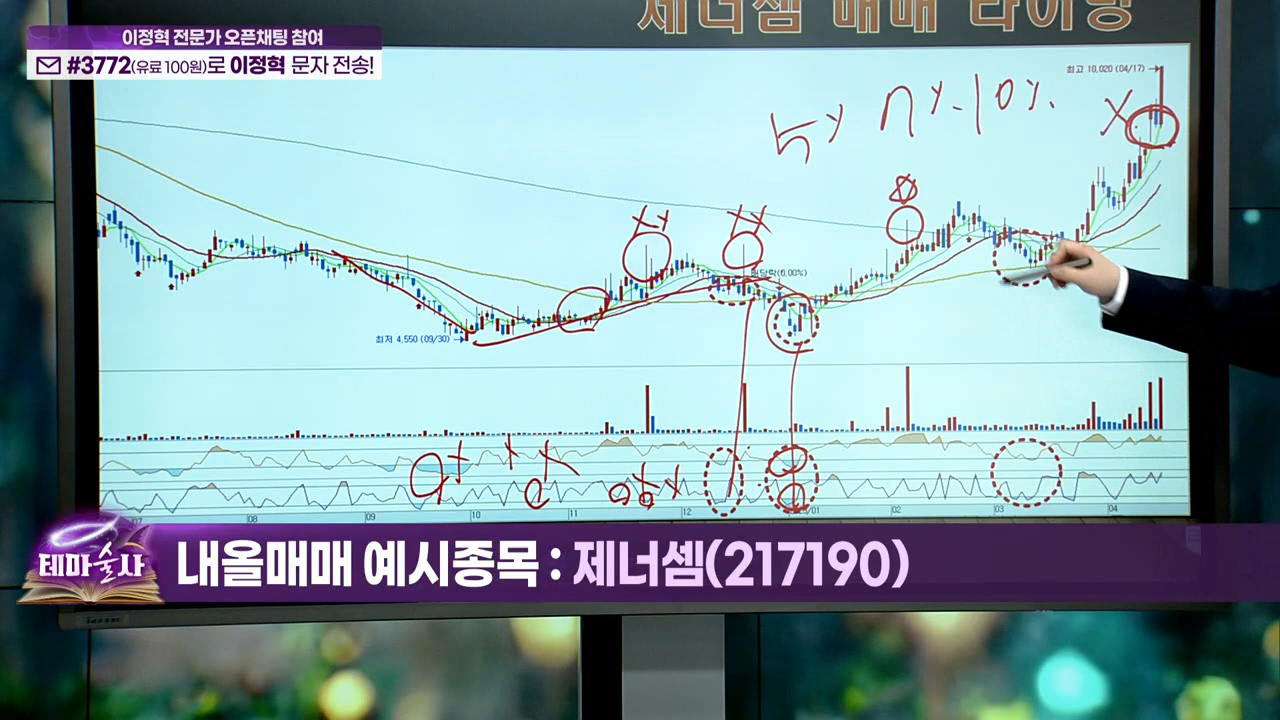 제너셈 매매 타이밍
이정혁 전문가 오픈채팅 참여
#3772(유료 100원)로 이정혁 문자 전송!
최고 10,020 (04/17)
10%
최저 4,550 (09/30)
08
09
10
11
12
01
02
03
04
테마술사
내올매매 예시종목 : 제너셈(217190)